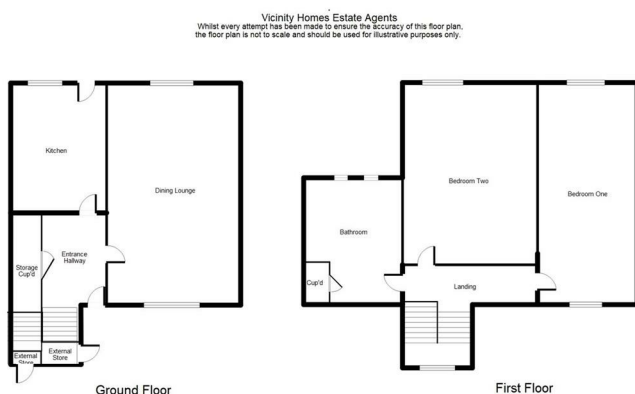 Vicinity Homes Estate Agents
Whilst every attempt has been made to ensure the accuracy of this floor plan,
the floor plan is not to scale and should be used for illustrative purposes only.
Kitchen
Dining Lounge
Entrance
Hallway
Storage
Cup'd
External
Store
External
Store
Ground Floor
Bedroom Two
Bedroom One
Bathroom
Cup'd
Landing
First Floor